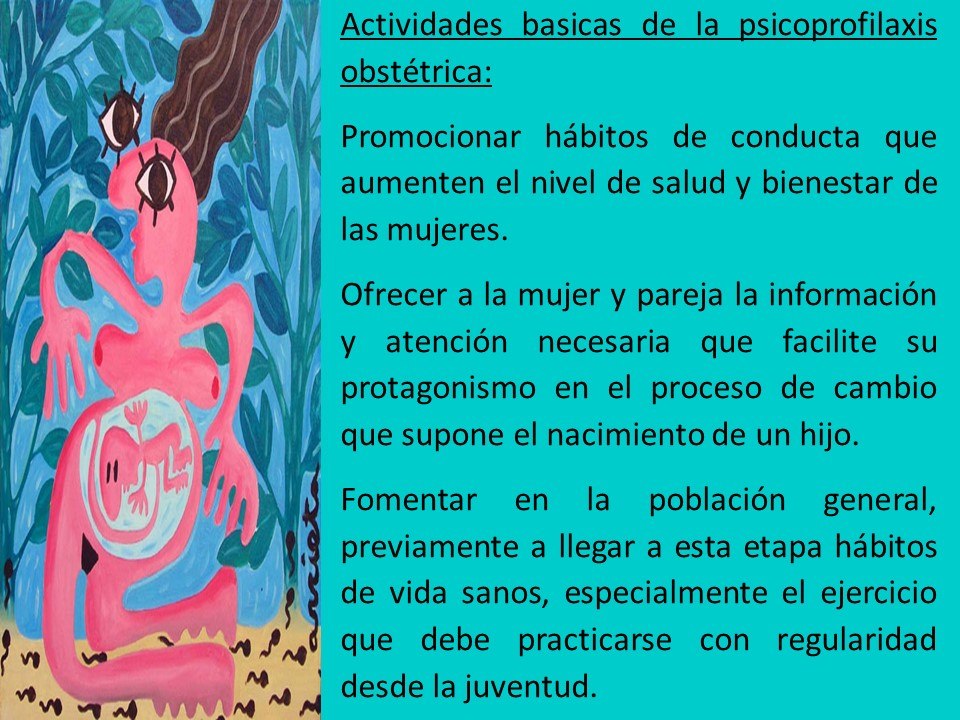 Actividades basicas de la psicoprofilaxis
obstétrica:
Promocionar hábitos de conducta que
aumenten el nivel de salud y bienestar de
las mujeres.
Ofrecer a la mujer y pareja la información
y atención necesaria que facilite su
protagonismo en el proceso de cambio
que supone el nacimiento de un hijo.
Fomentar en la población general,
previamente a llegar a esta etapa hábitos
de vida sanos, especialmente el ejercicio
que debe practicarse con regularidad
desde la juventud.
arrieta